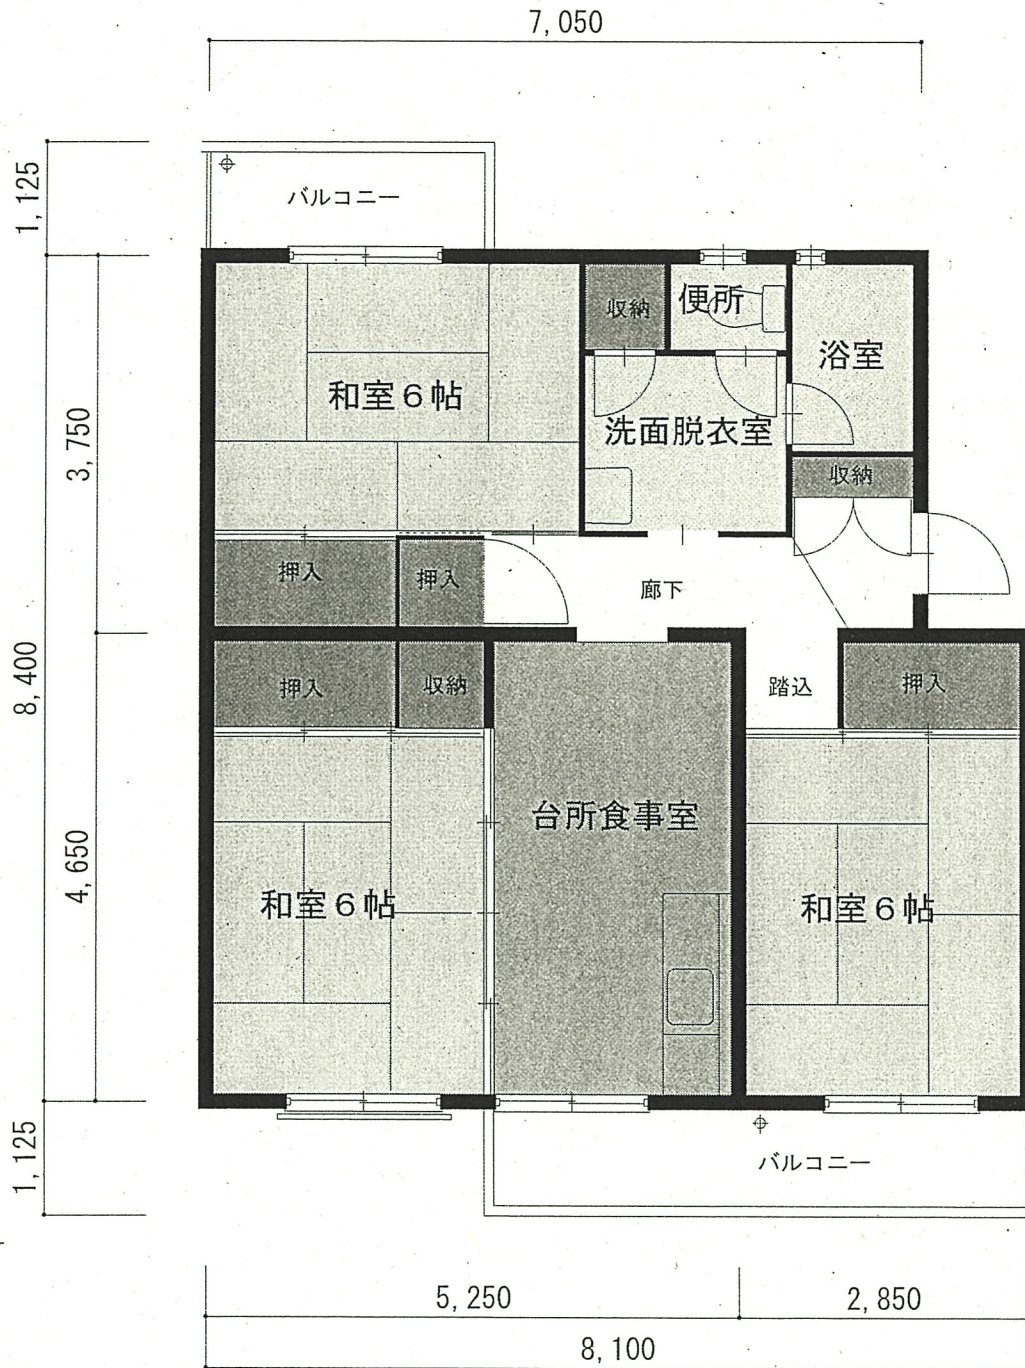 7,050
1,125
バルコニー
収納
便所
浴室
和室６帖
洗面脱衣室
収納
3,750
押入
押入
廊下
8,400
押入
収納
踏込
押入
台所食事室
4,650
和室６帖
和室６帖
1,125
バルコニー
5,250
2,850
8,100